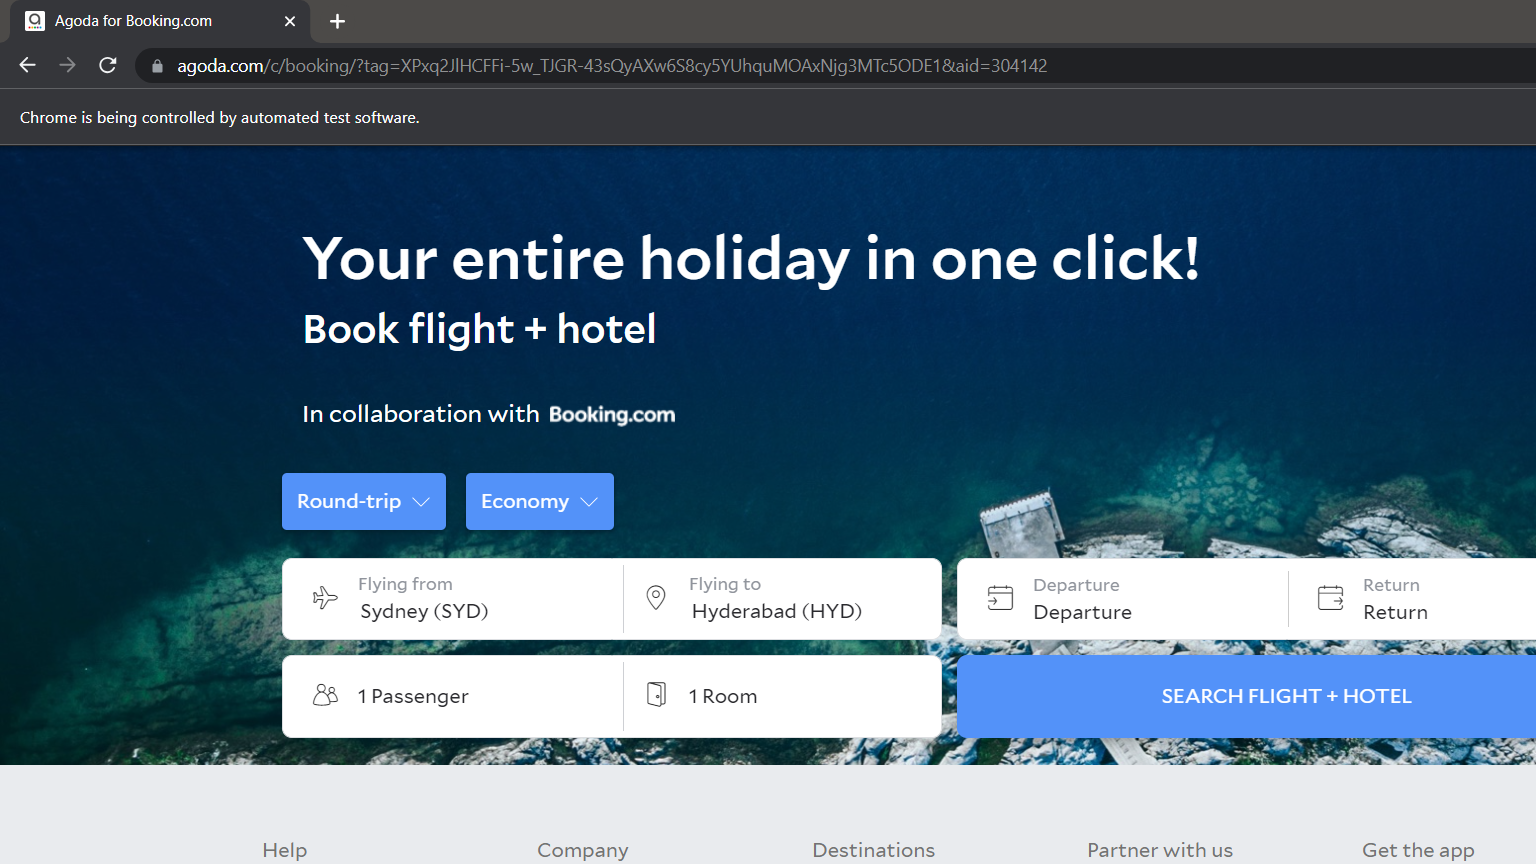 Agoda for Booking.com
agoda.com/c/booking/?tag=XPxq2JlHCFFi-5w_TJGR-43sQyAXw6S8cy5YUhquMOAxNjg3MTc5ODE1&aid=304142
Chrome is being controlled by automated test software.
Your entire holiday in one click!
Book flight + hotel
In collaboration with Booking.com
Round-trip
Economy
Flying from
Sydney (SYD)
Flying to
Hyderabad (HYD)
Departure
Departure
Return
Return
1 Passenger
1 Room
SEARCH FLIGHT + HOTEL
Help
Company
Destinations
Partner with us
Get the app